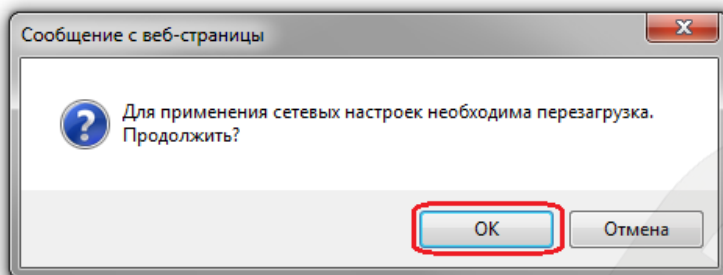 Сообщение с веб-страницы
Для применения сетевых настроек необходима перезагрузка.
Продолжить?
OK
Отмена